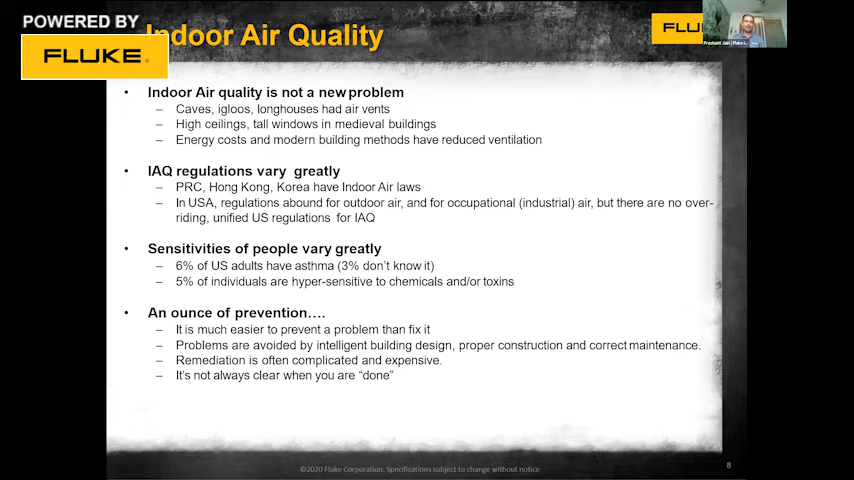 POWERED BY
FLUKE
Indoor Air Quality
FLU
Prashant Jain | Fluke I...
• Indoor Air quality is not a new problem
– Caves, igloos, longhouses had air vents
– High ceilings, tall windows in medieval buildings
– Energy costs and modern building methods have reduced ventilation
• IAQ regulations vary greatly
– PRC, Hong Kong, Korea have Indoor Air laws
– In USA, regulations abound for outdoor air, and for occupational (industrial) air, but there are no over-
riding, unified US regulations for IAQ
• Sensitivities of people vary greatly
– 6% of US adults have asthma (3% don't know it)
– 5% of individuals are hyper-sensitive to chemicals and/or toxins
• An ounce of prevention….
– It is much easier to prevent a problem than fix it
– Problems are avoided by intelligent building design, proper construction and correct maintenance.
– Remediation is often complicated and expensive.
– It's not always clear when you are “done”
©2020 Fluke Corporation. Specifications subject to change without notice
8